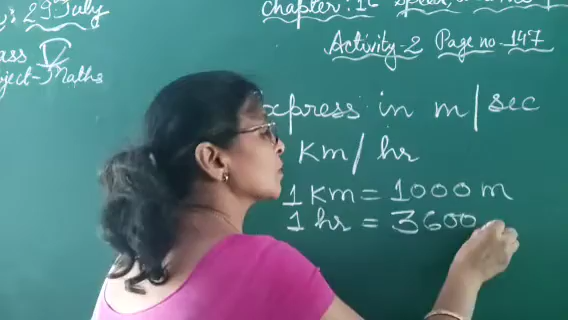 29 July
ass D
ject-Maths
Chapter:
Activity-2 Page no-147
xpress in m/sec
Km/hr
1 Km = 1000 m
1 hr = 3600